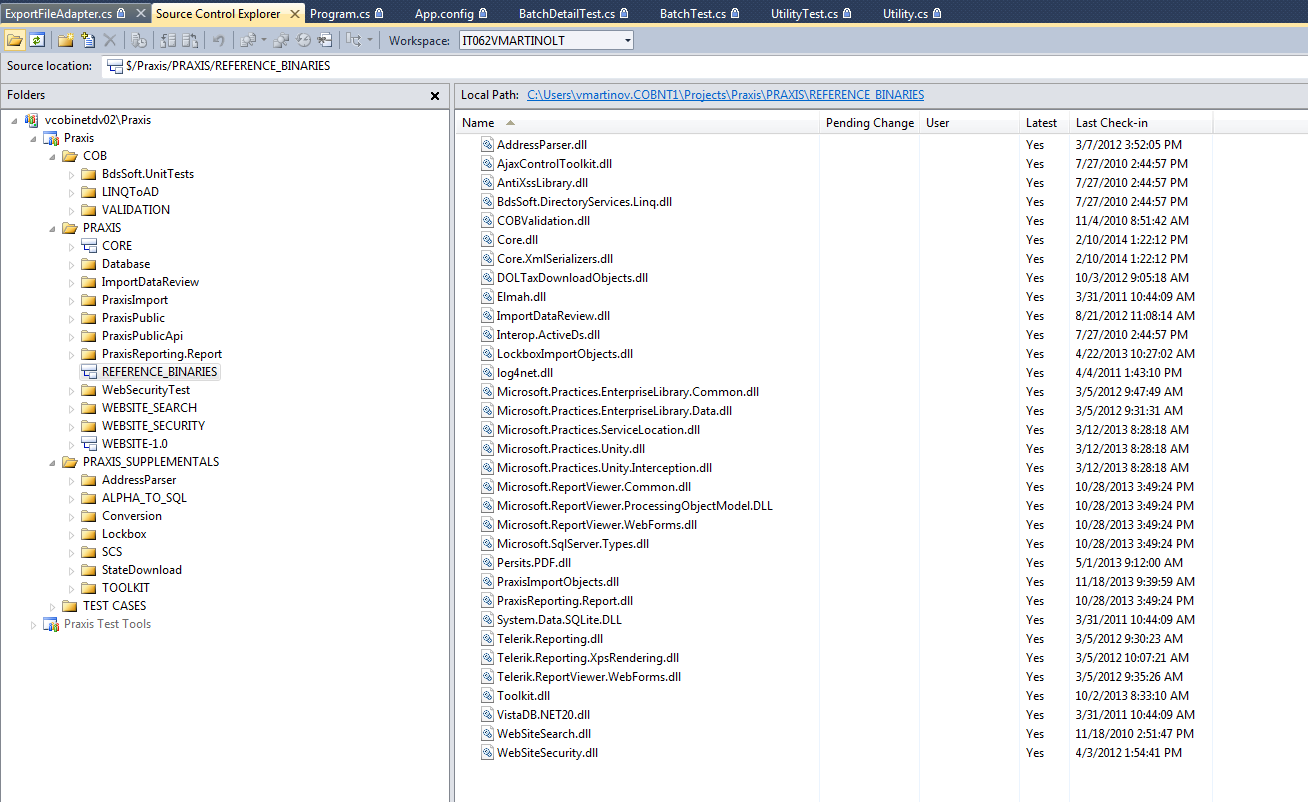 ExportFileAdapter.cs Source Control Explorer Program.cs App.config BatchDetailTest.cs BatchTest.cs UtilityTest.cs Utility.cs
Workspace: IT062VMARTINOLT
Source location: $/Praxis/PRAXIS/REFERENCE_BINARIES
Folders
vcobinetdv02\Praxis
Praxis
COB
BdsSoft.UnitTests
LINQToAD
VALIDATION
PRAXIS
CORE
Database
ImportDataReview
PraxisImport
PraxisPublic
PraxisPublicApi
PraxisReporting.Report
REFERENCE_BINARIES
WebSecurityTest
WEBSITE_SEARCH
WEBSITE_SECURITY
WEBSITE-1.0
PRAXIS_SUPPLEMENTALS
AddressParser
ALPHA_TO_SQL
Conversion
Lockbox
SCS
StateDownload
TOOLKIT
TEST CASES
Praxis Test Tools
Local Path: C:\Users\vmartinov.COBNT1\Projects\Praxis\PRAXIS\REFERENCE_BINARIES
Name Pending Change User Latest Last Check-in
AddressParser.dll Yes 3/7/2012 3:52:05 PM
AjaxControlToolkit.dll Yes 7/27/2010 2:44:57 PM
AntiXssLibrary.dll Yes 7/27/2010 2:44:57 PM
BdsSoft.DirectoryServices.Linq.dll Yes 7/27/2010 2:44:57 PM
COBValidation.dll Yes 11/4/2010 8:51:42 AM
Core.dll Yes 2/10/2014 1:22:12 PM
Core.XmlSerializers.dll Yes 2/10/2014 1:22:12 PM
DOLTaxDownloadObjects.dll Yes 10/3/2012 9:05:18 AM
Elmah.dll Yes 3/31/2011 10:44:09 AM
ImportDataReview.dll Yes 8/21/2012 11:08:14 AM
Interop.ActiveDs.dll Yes 7/27/2010 2:44:57 PM
LockboxImportObjects.dll Yes 4/22/2013 10:27:02 AM
log4net.dll Yes 4/4/2011 1:43:10 PM
Microsoft.Practices.EnterpriseLibrary.Common.dll Yes 3/5/2012 9:47:49 AM
Microsoft.Practices.EnterpriseLibrary.Data.dll Yes 3/5/2012 9:31:31 AM
Microsoft.Practices.ServiceLocation.dll Yes 3/12/2013 8:28:18 AM
Microsoft.Practices.Unity.dll Yes 3/12/2013 8:28:18 AM
Microsoft.Practices.Unity.Interception.dll Yes 3/12/2013 8:28:18 AM
Microsoft.ReportViewer.Common.dll Yes 10/28/2013 3:49:24 PM
Microsoft.ReportViewer.ProcessingObjectModel.DLL Yes 10/28/2013 3:49:24 PM
Microsoft.ReportViewer.WebForms.dll Yes 10/28/2013 3:49:24 PM
Microsoft.SqlServer.Types.dll Yes 10/28/2013 3:49:24 PM
Persits.PDF.dll Yes 5/1/2013 9:12:00 AM
PraxisImportObjects.dll Yes 11/18/2013 9:39:59 AM
PraxisReporting.Report.dll Yes 10/28/2013 3:49:24 PM
System.Data.SQLite.DLL Yes 3/31/2011 10:44:09 AM
Telerik.Reporting.dll Yes 3/5/2012 9:30:23 AM
Telerik.Reporting.XpsRendering.dll Yes 3/5/2012 10:07:21 AM
Telerik.ReportViewer.WebForms.dll Yes 3/5/2012 9:35:26 AM
Toolkit.dll Yes 10/2/2013 8:33:10 AM
VistaDB.NET20.dll Yes 3/31/2011 10:44:09 AM
WebSiteSearch.dll Yes 11/18/2010 2:51:47 PM
WebSiteSecurity.dll Yes 4/3/2012 1:54:41 PM